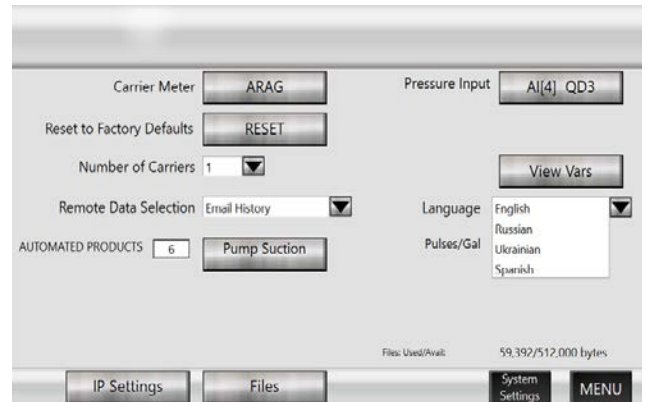 Carrier Meter ARAG Pressure Input AI[4] QD3
Reset to Factory Defaults RESET
Number of Carriers 1 View Vars
Remote Data Selection Email History Language English
Russian
AUTOMATED PRODUCTS 6 Pump Suction Pulses/Gal Ukrainian
Spanish
Files: Used/Avail: 59,392/512,000 bytes
IP Settings Files System Settings MENU